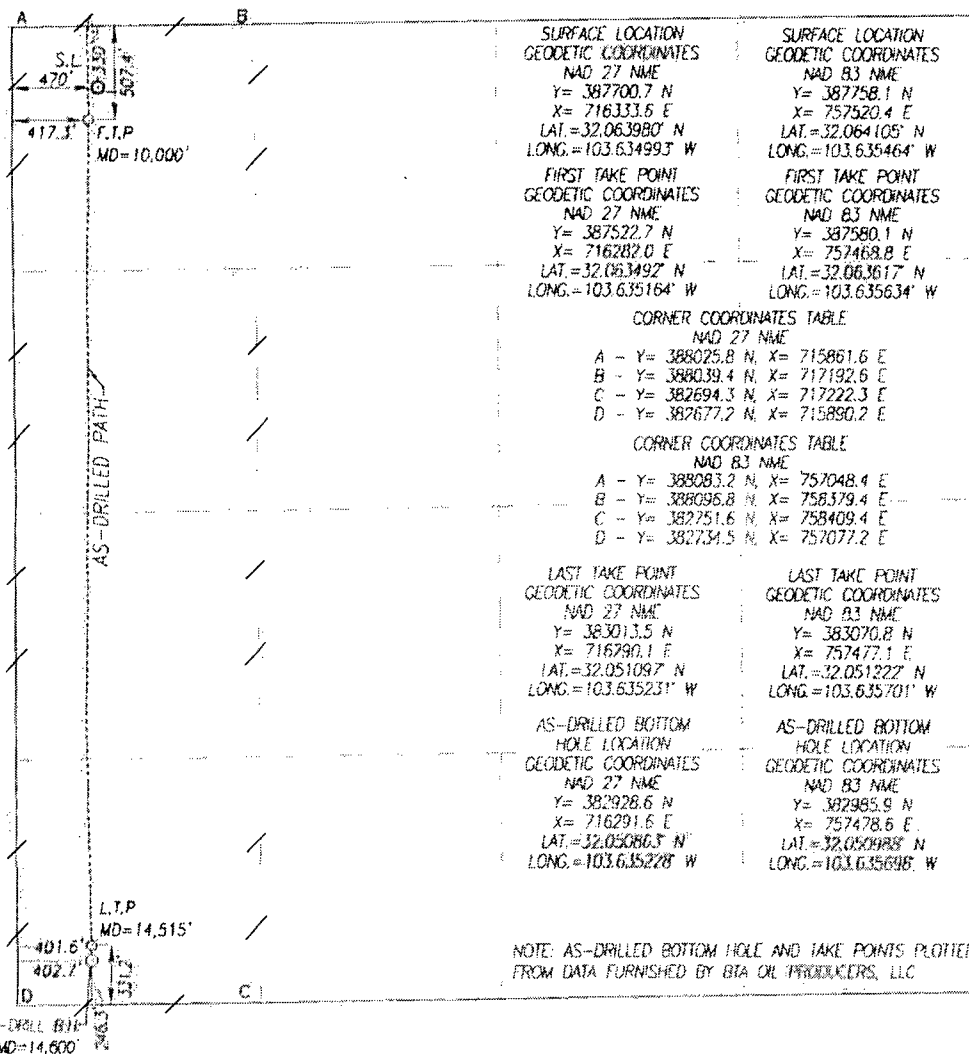 A
B
S.L.
470'
330'
507.4'
417.3'
F.T.P
MD=10,000'
AS-DRILLED PATH
L.T.P
MD=14,515'
401.6'
402.7'
331.2'
246.3'
D
C
-DRILL BHL
MD=14,600'
SURFACE LOCATION
GEODETIC COORDINATES
NAD 27 NME
Y= 387700.7 N
X= 716333.6 E
LAT.=32.063980° N
LONG.=103.634993° W
SURFACE LOCATION
GEODETIC COORDINATES
NAD 83 NME
Y= 387758.1 N
X= 757520.4 E
LAT.=32.064105° N
LONG.=103.635464° W
FIRST TAKE POINT
GEODETIC COORDINATES
NAD 27 NME
Y= 387522.7 N
X= 716282.0 E
LAT.=32.063492° N
LONG.=103.635164° W
FIRST TAKE POINT
GEODETIC COORDINATES
NAD 83 NME
Y= 387580.1 N
X= 757468.8 E
LAT.=32.063617° N
LONG.=103.635634° W
CORNER COORDINATES TABLE
NAD 27 NME
A - Y= 388025.8 N, X= 715861.6 E
B - Y= 388039.4 N, X= 717192.6 E
C - Y= 382694.3 N, X= 717222.3 E
D - Y= 382677.2 N, X= 715890.2 E
CORNER COORDINATES TABLE
NAD 83 NME
A - Y= 388083.2 N, X= 757048.4 E
B - Y= 388096.8 N, X= 758379.4 E
C - Y= 382751.6 N, X= 758409.4 E
D - Y= 382734.5 N, X= 757077.2 E
LAST TAKE POINT
GEODETIC COORDINATES
NAD 27 NME
Y= 383013.5 N
X= 716290.1 E
LAT.=32.051097° N
LONG.=103.635231° W
LAST TAKE POINT
GEODETIC COORDINATES
NAD 83 NME
Y= 383070.8 N
X= 757477.1 E
LAT.=32.051222° N
LONG.=103.635701° W
AS-DRILLED BOTTOM
HOLE LOCATION
GEODETIC COORDINATES
NAD 27 NME
Y= 382928.6 N
X= 716291.6 E
LAT.=32.050863° N
LONG.=103.635228° W
AS-DRILLED BOTTOM
HOLE LOCATION
GEODETIC COORDINATES
NAD 83 NME
Y= 382985.9 N
X= 757478.6 E
LAT.=32.050988° N
LONG.=103.635698° W
NOTE: AS-DRILLED BOTTOM HOLE AND TAKE POINTS PLOTTED
FROM DATA FURNISHED BY BTA OIL PRODUCERS, LLC